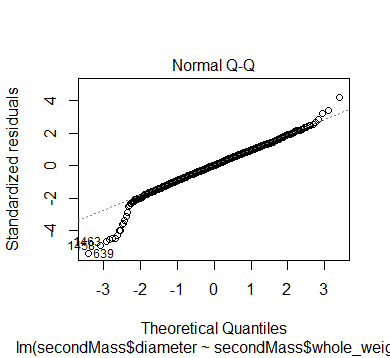 Normal Q-Q
Standardized residuals
4
2
0
-2
-4
1463
639
-3 -2 -1 0 1 2 3
Theoretical Quantiles
lm(secondMass$diameter ~ secondMass$whole_weig